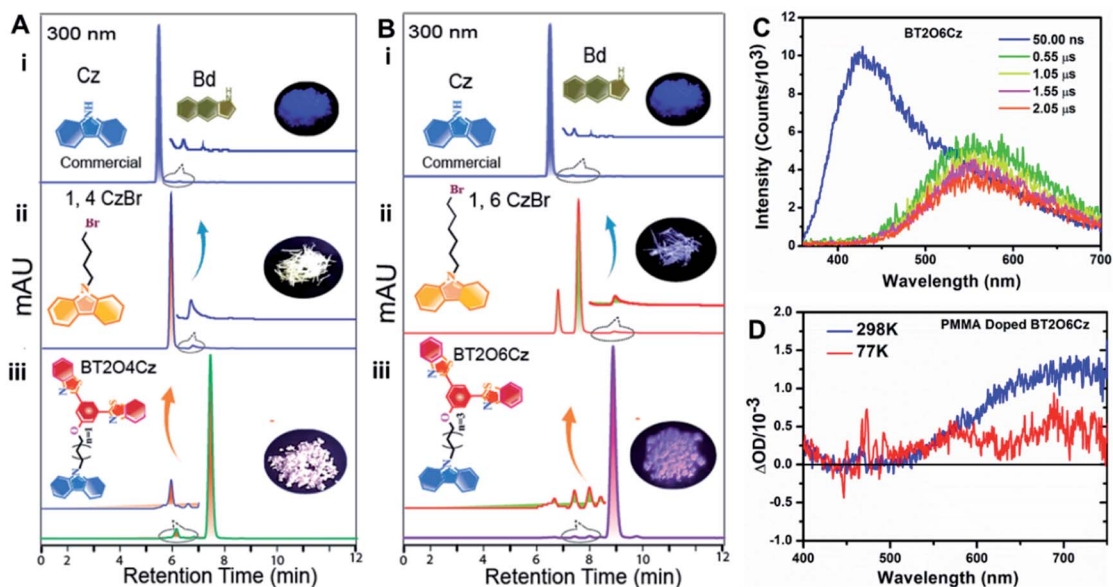 A
300 nm
i
Cz
NH
Commercial
Bd
H
N
ii
1, 4 CzBr
Br
N
mAU
iii
BT2O4Cz
S
N
S
N
O
( )n=1
N
0 2 4 6 8 10 12
Retention Time (min)
B
300 nm
i
Cz
NH
Commercial
Bd
H
N
ii
1, 6 CzBr
Br
N
mAU
iii
BT2O6Cz
S
N
S
N
O
( )n=3
N
0 2 4 6 8 10 12
Retention Time (min)
C
BT2O6Cz
50.00 ns
0.55 µs
1.05 µs
1.55 µs
2.05 µs
Intensity (Counts/10³)
12
10
8
6
4
2
0
400 500 600 700
Wavelength (nm)
D
298K
77K
PMMA Doped BT2O6Cz
ΔOD/10⁻³
2.0
1.5
1.0
0.5
0.0
-0.5
-1.0
400 450 500 550 600 650 700
Wavelength (nm)